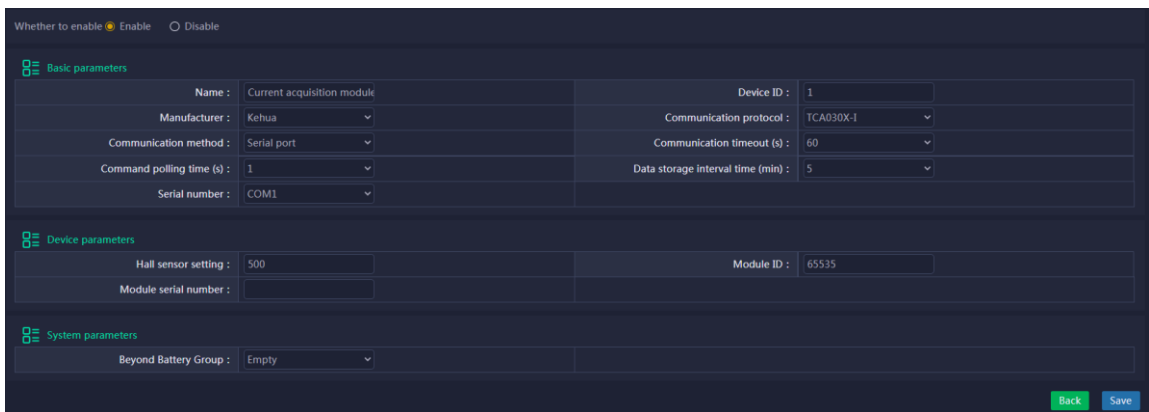 Whether to enable Enable Disable
Basic parameters
Name : Current acquisition module Device ID : 1
Manufacturer : Kehua Communication protocol : TCA030X-I
Communication method : Serial port Communication timeout (s) : 60
Command polling time (s) : 1 Data storage interval time (min) : 5
Serial number : COM1
Device parameters
Hall sensor setting : 500 Module ID : 65535
Module serial number :
System parameters
Beyond Battery Group : Empty
Back Save